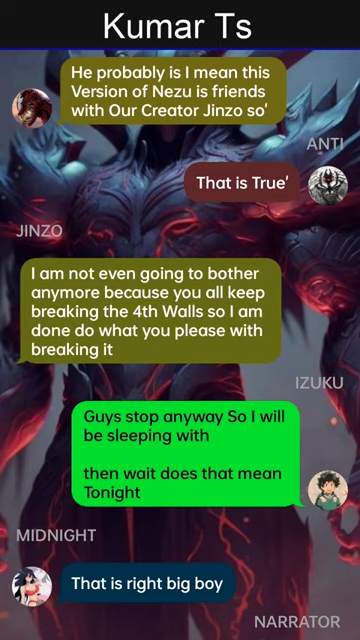 Kumar Ts
He probably is I mean this
Version of Nezu is friends
with Our Creator Jinzo so'
ANTI
That is True'
JINZO
I am not even going to bother
anymore because you all keep
breaking the 4th Walls so I am
done do what you please with
breaking it
IZUKU
Guys stop anyway So I will
be sleeping with
then wait does that mean
Tonight
MIDNIGHT
That is right big boy
NARRATOR